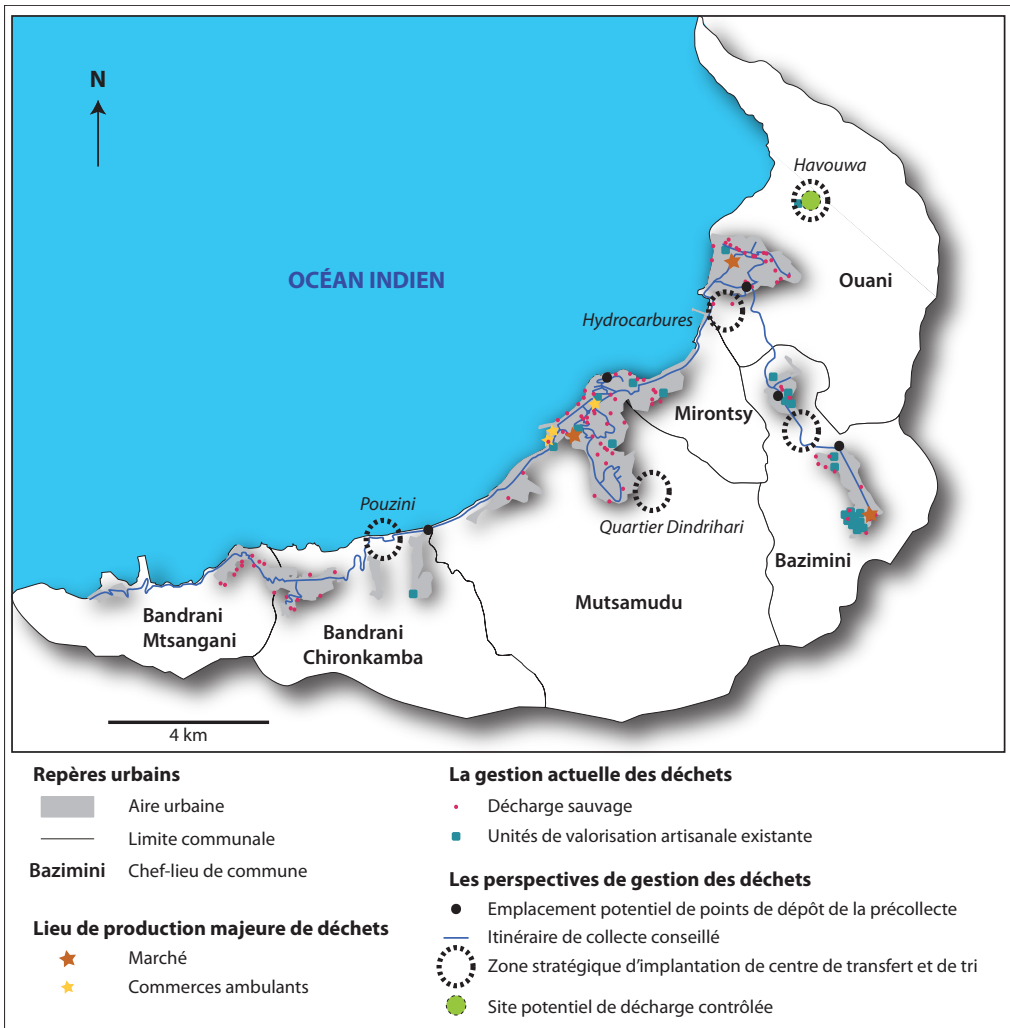 N
Havouwa
OCÉAN INDIEN
Ouani
Hydrocarbures
Mirontsy
Pouzini
Quartier Dindrihari
Bazimini
Mutsamudu
Bandrani
Mtsangani
Bandrani
Chironkamba
4 km
Repères urbains
Aire urbaine
Limite communale
Bazimini Chef-lieu de commune
Lieu de production majeure de déchets
Marché
Commerces ambulants
La gestion actuelle des déchets
Décharge sauvage
Unités de valorisation artisanale existante
Les perspectives de gestion des déchets
Emplacement potentiel de points de dépôt de la précollecte
Itinéraire de collecte conseillé
Zone stratégique d'implantation de centre de transfert et de tri
Site potentiel de décharge contrôlée